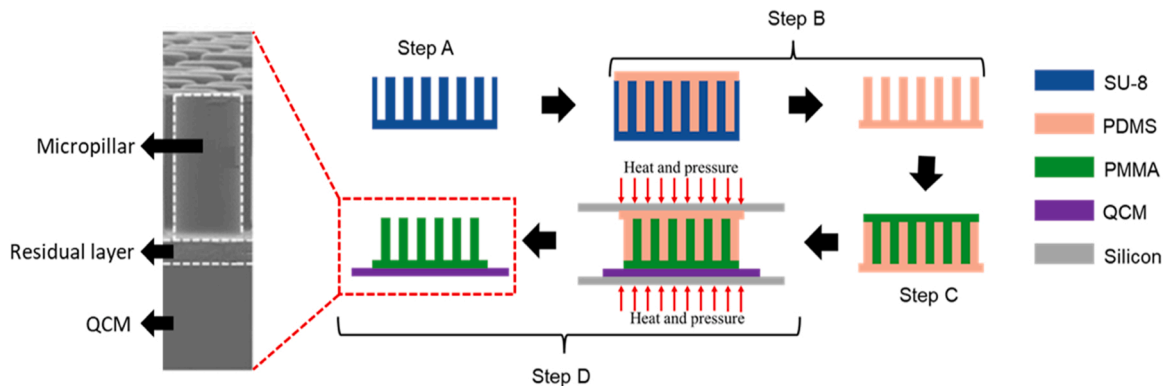 Step A
Step B
SU-8
PDMS
PMMA
QCM
Silicon
Micropillar
Residual layer
QCM
Heat and pressure
Heat and pressure
Step C
Step D